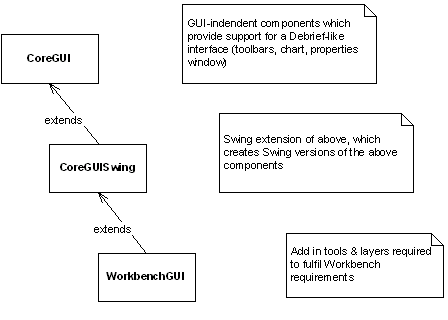 GUI-indendent components which
provide support for a Debrief-like
interface (toolbars, chart, properties
window)
CoreGUI
extends
Swing extension of above, which
creates Swing versions of the above
components
CoreGUISwing
extends
Add in tools & layers required
to fulfil Workbench
requirements
WorkbenchGUI